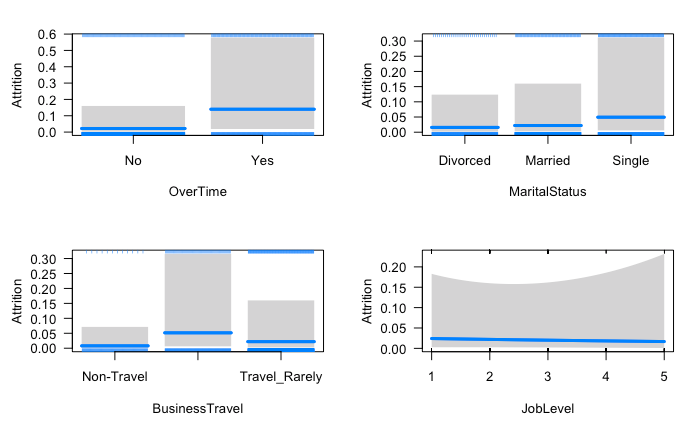 Attrition
0.6
0.5
0.4
0.3
0.2
0.1
0.0
No Yes
OverTime
Attrition
0.30
0.25
0.20
0.15
0.10
0.05
0.00
Divorced Married Single
MaritalStatus
Attrition
0.30
0.25
0.20
0.15
0.10
0.05
0.00
Non-Travel Travel_Rarely
BusinessTravel
Attrition
0.20
0.15
0.10
0.05
0.00
1 2 3 4 5
JobLevel